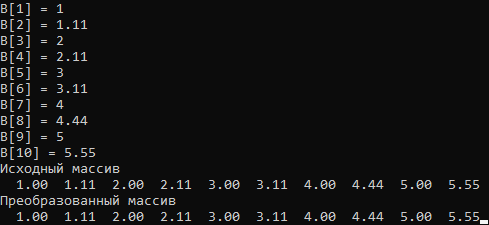 B[1] = 1
B[2] = 1.11
B[3] = 2
B[4] = 2.11
B[5] = 3
B[6] = 3.11
B[7] = 4
B[8] = 4.44
B[9] = 5
B[10] = 5.55
Исходный массив
1.00 1.11 2.00 2.11 3.00 3.11 4.00 4.44 5.00 5.55
Преобразованный массив
1.00 1.11 2.00 2.11 3.00 3.11 4.00 4.44 5.00 5.55